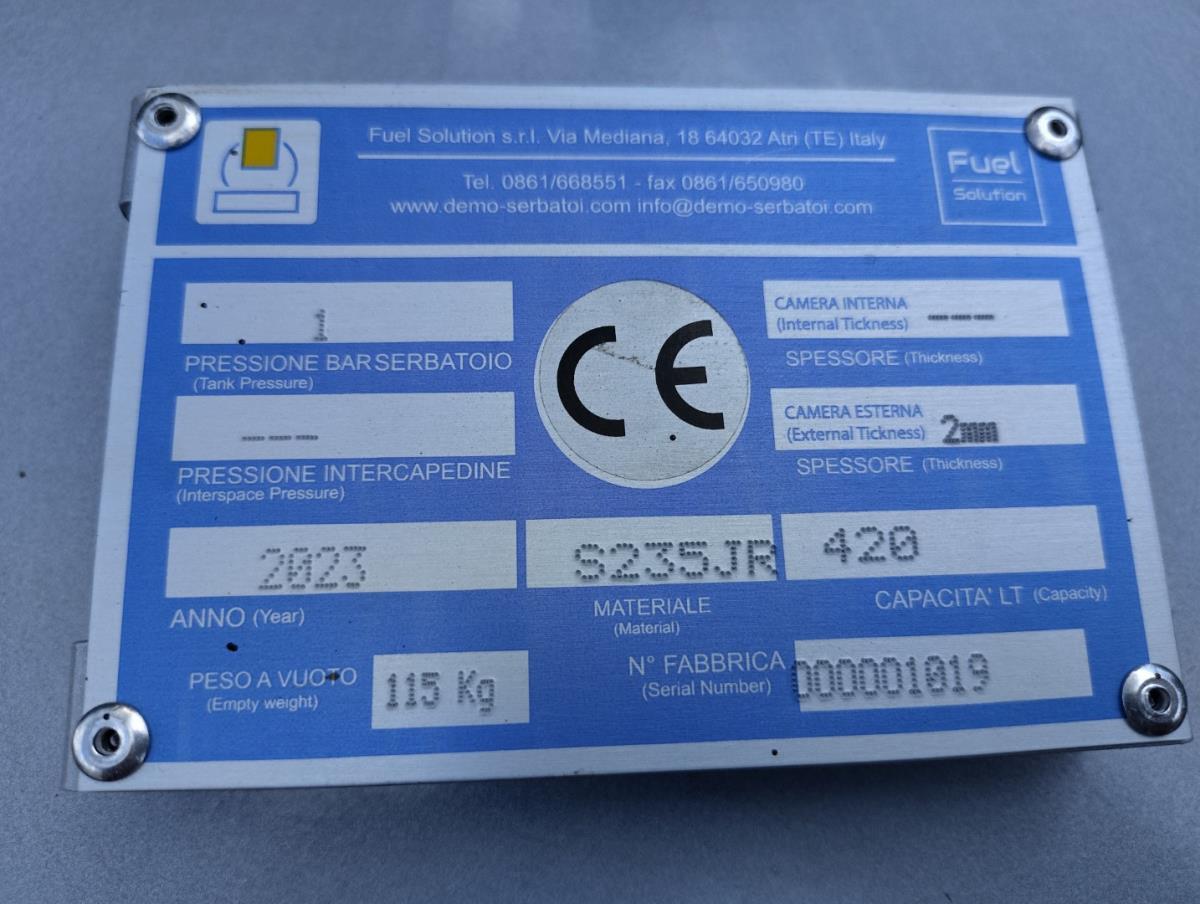 Fuel Solution s.r.l. Via Mediana, 18 64032 Atri (TE) Italy
Tel. 0861/668551 - fax 0861/650980
www.demo-serbatoi.com info@demo-serbatoi.com
Fuel
Solution
1
PRESSIONE BAR SERBATOIO
(Tank Pressure)
---
PRESSIONE INTERCAPEDINE
(Interspace Pressure)
CE
CAMERA INTERNA
(Internal Tickness) ---
SPESSORE (Thickness)
CAMERA ESTERNA
(External Tickness) 2mm
SPESSORE (Thickness)
2023
ANNO (Year)
S235JR
MATERIALE
(Material)
420
CAPACITA' LT (Capacity)
PESO A VUOTO
(Empty weight)
115 Kg
N° FABBRICA
(Serial Number)
000001019